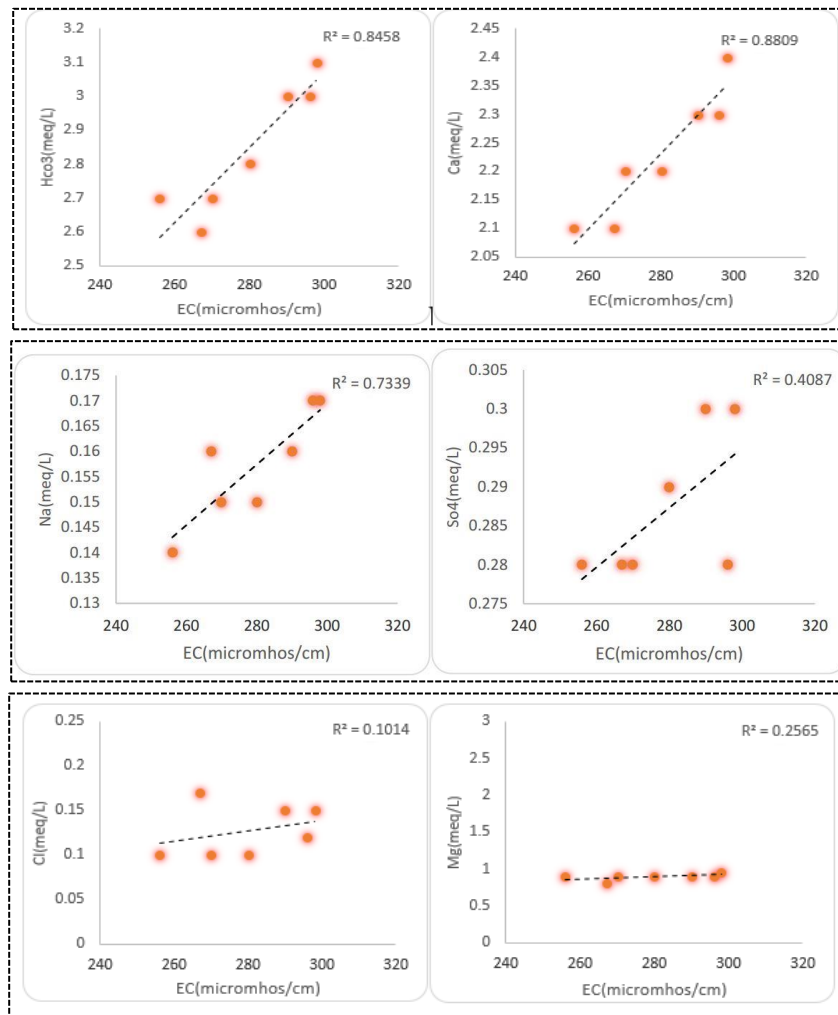 R² = 0.8458
3.2
3.1
3
2.9
2.8
2.7
2.6
2.5
Hco3(meq/L)
240 260 280 300 320
EC(micromhos/cm)
R² = 0.8809
2.45
2.4
2.35
2.3
2.25
2.2
2.15
2.1
2.05
Ca(meq/L)
240 260 280 300 320
EC(micromhos/cm)
R² = 0.7339
0.175
0.17
0.165
0.16
0.155
0.15
0.145
0.14
0.135
0.13
Na(meq/L)
240 260 280 300 320
EC(micromhos/cm)
R² = 0.4087
0.305
0.3
0.295
0.29
0.285
0.28
0.275
So4(meq/L)
240 260 280 300 320
EC(micromhos/cm)
R² = 0.1014
0.25
0.2
0.15
0.1
0.05
0
Cl(meq/L)
240 260 280 300 320
EC(micromhos/cm)
R² = 0.2565
3
2.5
2
1.5
1
0.5
0
Mg(meq/L)
240 260 280 300 320
EC(micromhos/cm)